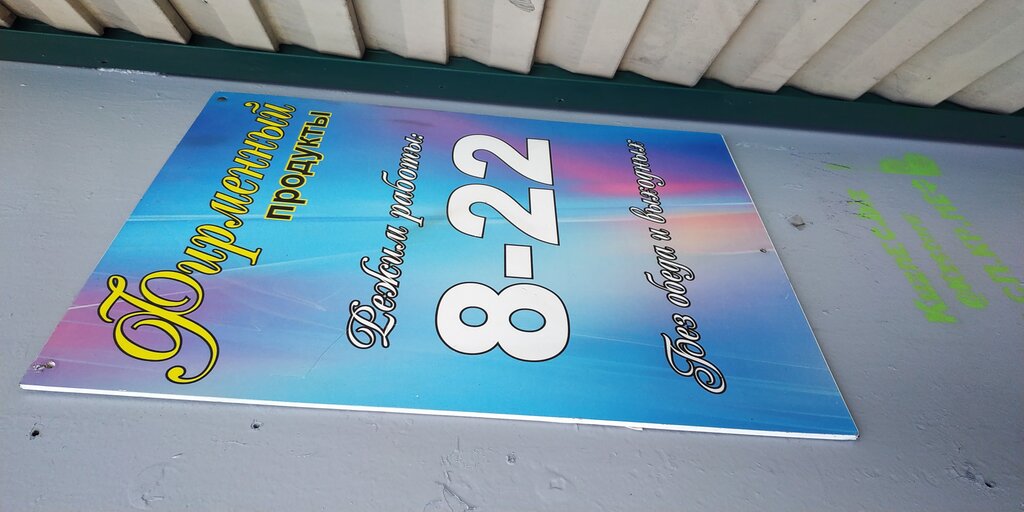 Фирменный
продукты
Режим работы:
8-22
Без обеда и выходных